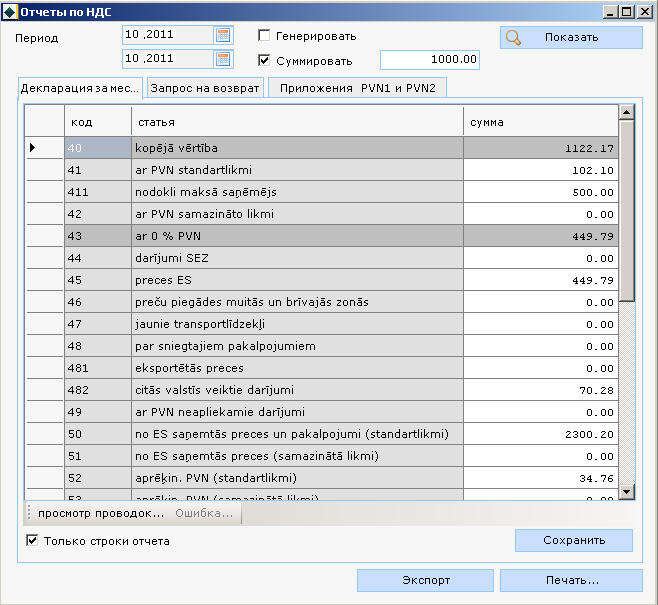 Отчеты по НДС
Период 10 ,2011 Генерировать Показать
10 ,2011 Суммировать 1000.00
Декларация за мес... Запрос на возврат Приложения PVN1 и PVN2
код статья сумма
40 kopējā vērtība 1122.17
41 ar PVN standartlikmi 102.10
411 nodokli maksā saņēmējs 500.00
42 ar PVN samazināto likmi 0.00
43 ar 0 % PVN 449.79
44 darījumi SEZ 0.00
45 preces ES 449.79
46 preču piegādes muitās un brīvajās zonās 0.00
47 jaunie transportlīdzekļi 0.00
48 par sniegtajiem pakalpojumiem 0.00
481 eksportētās preces 0.00
482 citās valstīs veiktie darījumi 70.28
49 ar PVN neapliekamie darījumi 0.00
50 no ES saņemtās preces un pakalpojumi (standartlikmi) 2300.20
51 no ES saņemtās preces (samazinātā likmi) 0.00
52 aprēķin. PVN (standartlikmi) 34.76
53 aprēķin. PVN (samazinātā likmi) 0.00
просмотр проводок... Ошибка...
Только строки отчета Сохранить
Экспорт Печать...